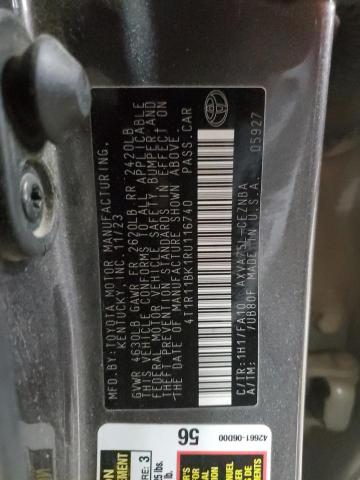 MFD.BY:TOYOTA MOTOR MANUFACTURING,
KENTUCKY,INC. 11/23
GVWR 4630LB GAWR FR 2620LB RR 2420LB
THIS VEHICLE CONFORMS TO ALL APPLICABLE
FEDERAL MOTOR VEHICLE SAFETY BUMPER AND
THEFT PREVENTION STANDARDS IN EFFECT ON
THE DATE OF MANUFACTURE SHOWN ABOVE.
4T1R11BK1RU116740 PASS.CAR
C/TR:1H1/FA10 AXVA75L-CEZNBA
A/TM: /UB80F MADE IN U.S.A. 05927
42661-06D00
56